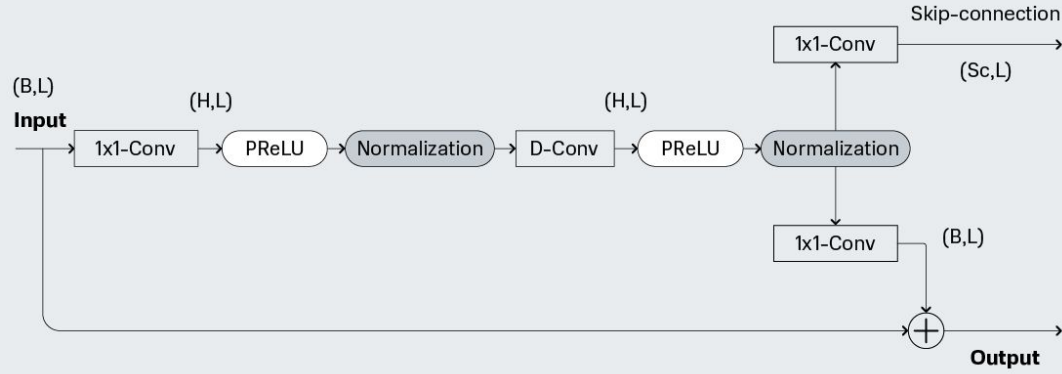 Skip-connection
1x1-Conv
(Sc,L)
(B,L)
(H,L)
(H,L)
Input
1x1-Conv
PReLU
Normalization
D-Conv
PReLU
Normalization
1x1-Conv
(B,L)
+
Output